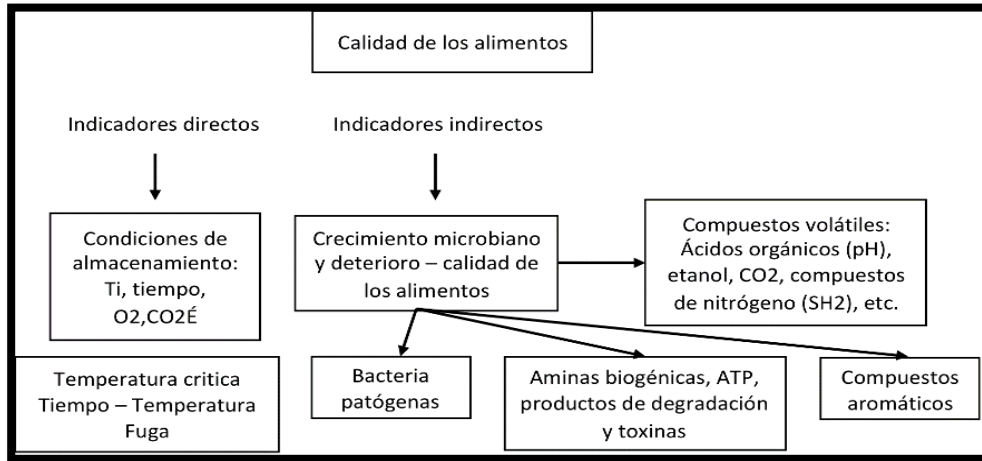 Calidad de los alimentos
Indicadores directos
Indicadores indirectos
Condiciones de
almacenamiento:
Ti, tiempo,
O2,CO2É
Crecimiento microbiano
y deterioro – calidad de
los alimentos
Compuestos volátiles:
Ácidos orgánicos (pH),
etanol, CO2, compuestos
de nitrógeno (SH2), etc.
Temperatura critica
Tiempo – Temperatura
Fuga
Bacteria
patógenas
Aminas biogénicas, ATP,
productos de degradación
y toxinas
Compuestos
aromáticos